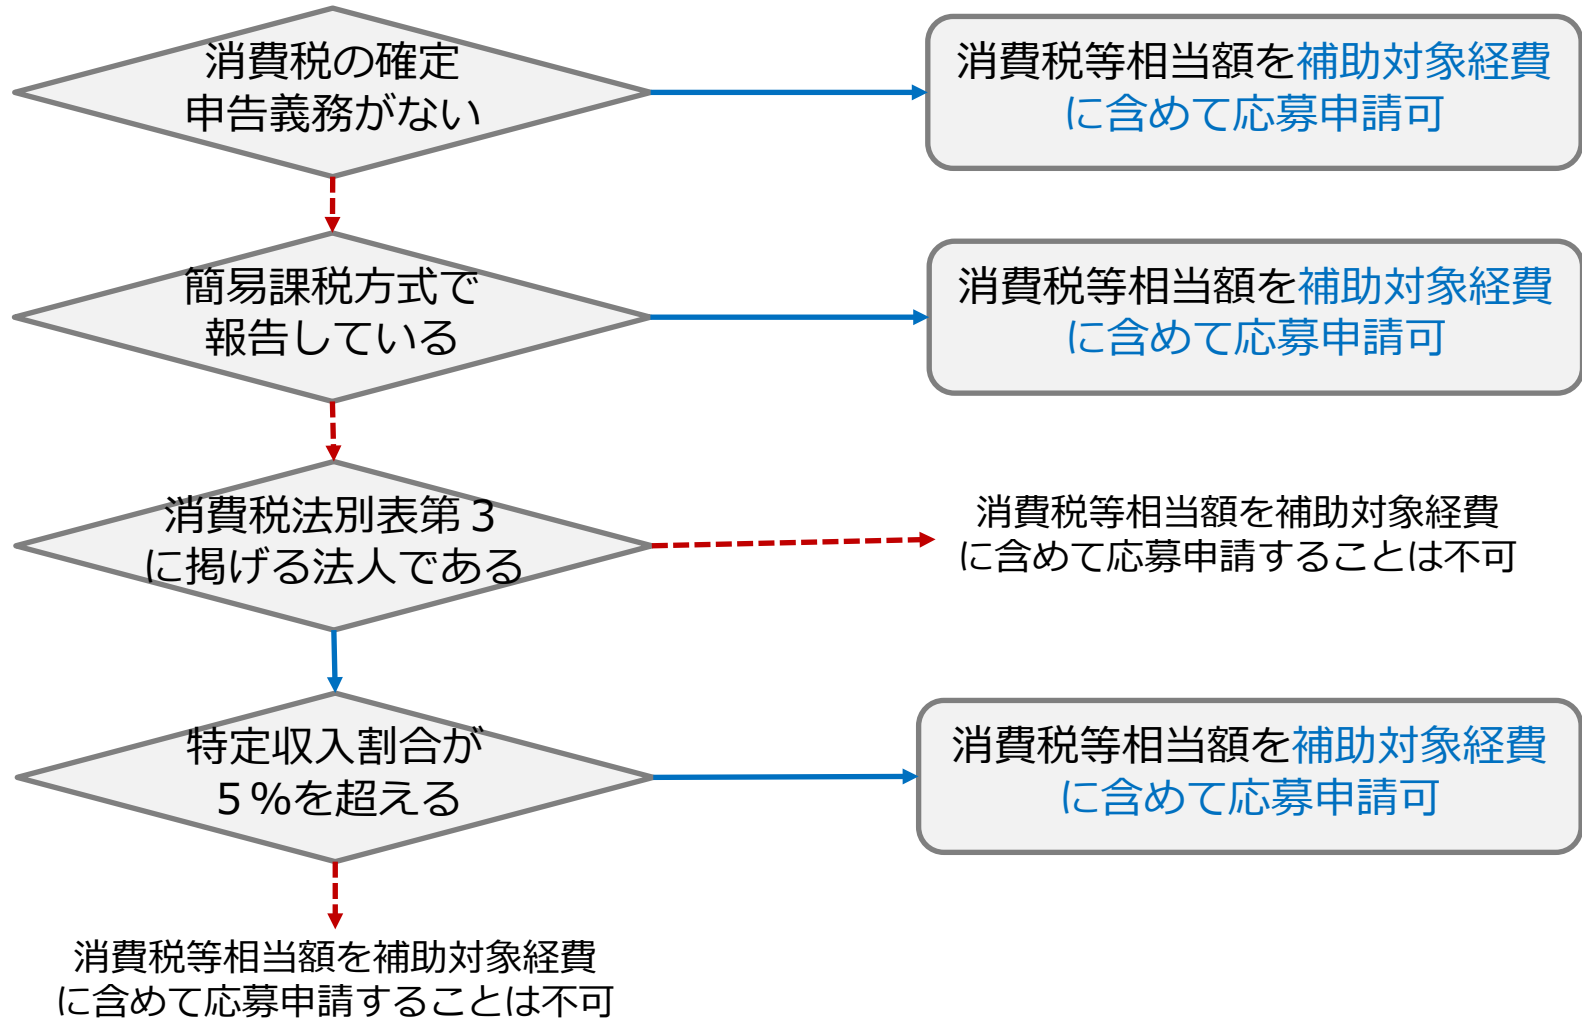 消費税の確定
申告義務がない
消費税等相当額を補助対象経費
に含めて応募申請可
簡易課税方式で
報告している
消費税等相当額を補助対象経費
に含めて応募申請可
消費税法別表第３
に掲げる法人である
消費税等相当額を補助対象経費
に含めて応募申請することは不可
特定収入割合が
５%を超える
消費税等相当額を補助対象経費
に含めて応募申請可
消費税等相当額を補助対象経費
に含めて応募申請することは不可